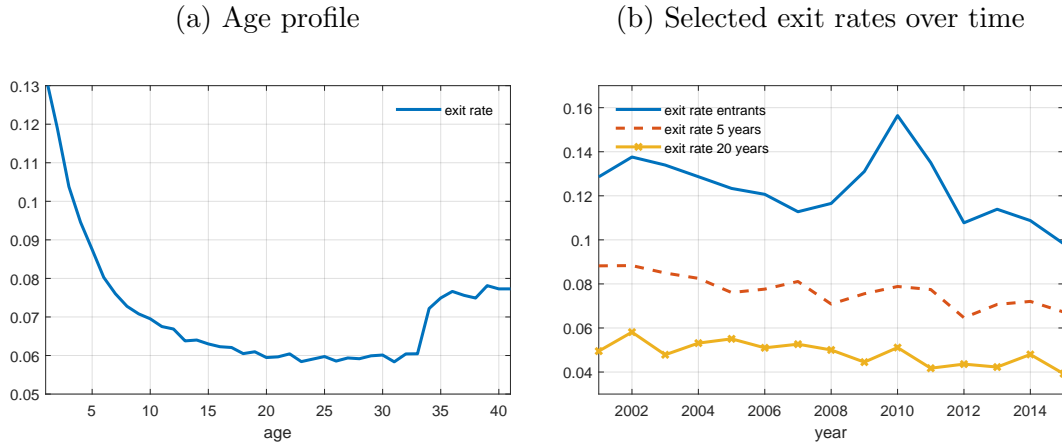 (a) Age profile
0.13
0.12
0.11
0.1
0.09
0.08
0.07
0.06
0.05
exit rate
5 10 15 20 25 30 35 40
age
(b) Selected exit rates over time
0.16
0.14
0.12
0.1
0.08
0.06
0.04
exit rate entrants
exit rate 5 years
exit rate 20 years
2002 2004 2006 2008 2010 2012 2014
year